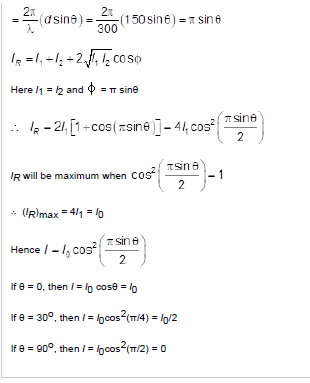 = 2π/λ (d sinθ) = 2π/300 (150 sinθ) = π sinθ
I_R = I_1 + I_2 + 2√(I_1 I_2) cosϕ
Here I_1 = I_2 and ϕ = π sinθ
∴ I_R – 2I_1[1+cos(π sinθ)] – 4I_1 cos²(π sinθ/2)
I_R will be maximum when cos²(π sinθ/2) – 1
∴ (I_R)max = 4I_1 = I_0
Hence I – I_0 cos²(π sinθ/2)
If θ = 0, then I = I_0 cosθ = I_0
If θ = 30°, then I = I_0cos²(π/4) = I_0/2
If θ = 90°, then I = I_0cos²(π/2) = 0